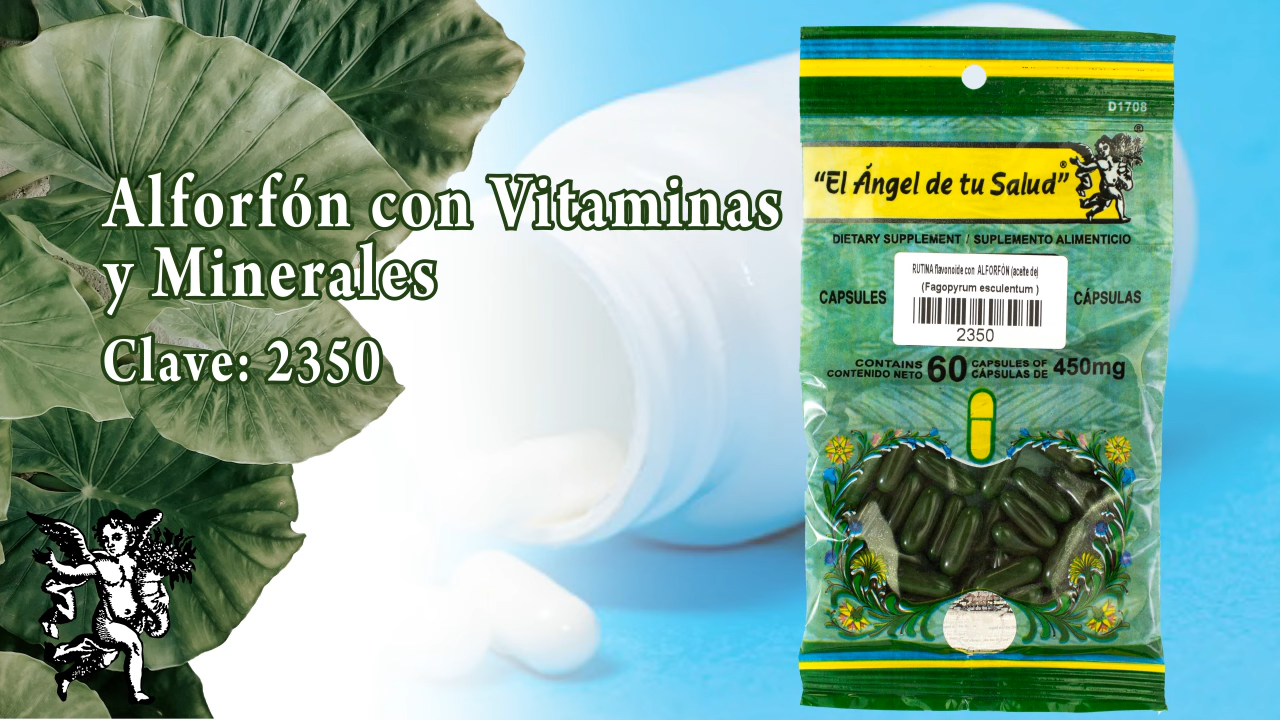 Alforfón con Vitaminas
y Minerales
Clave: 2350
D1708
“El Ángel de tu Salud”®
DIETARY SUPPLEMENT / SUPLEMENTO ALIMENTICIO
RUTINA flavonoide con ALFORFÓN (aceite de)
(Fagopyrum esculentum )
CAPSULES
CÁPSULAS
2350
CONTAINS 60 CAPSULES OF 450mg
CONTENIDO NETO CÁPSULAS DE